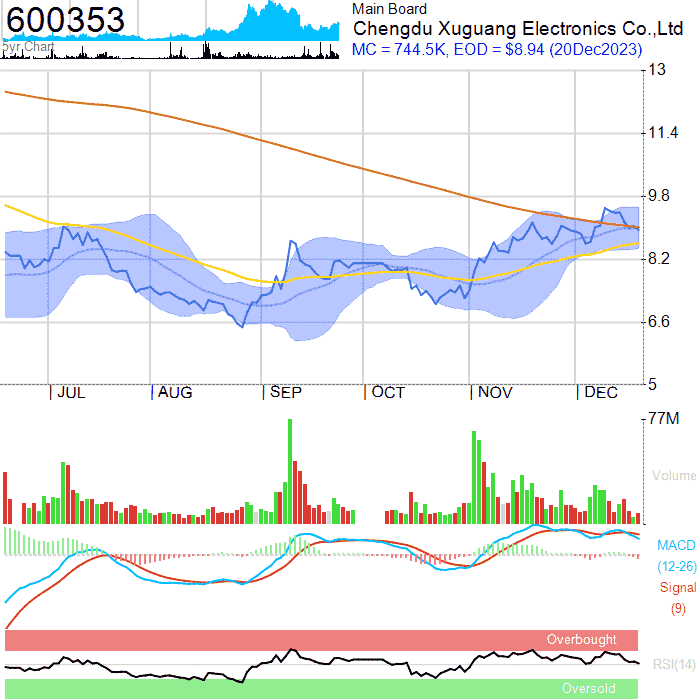 600353
5yr Chart
Main Board
Chengdu Xuguang Electronics Co.,Ltd
MC = 744.5K, EOD = $8.94 (20Dec2023)
13
11.4
9.8
8.2
6.6
5
JUL AUG SEP OCT NOV DEC
77M
Volume
MACD
(12-26)
Signal
(9)
Overbought
RSI(14)
Oversold